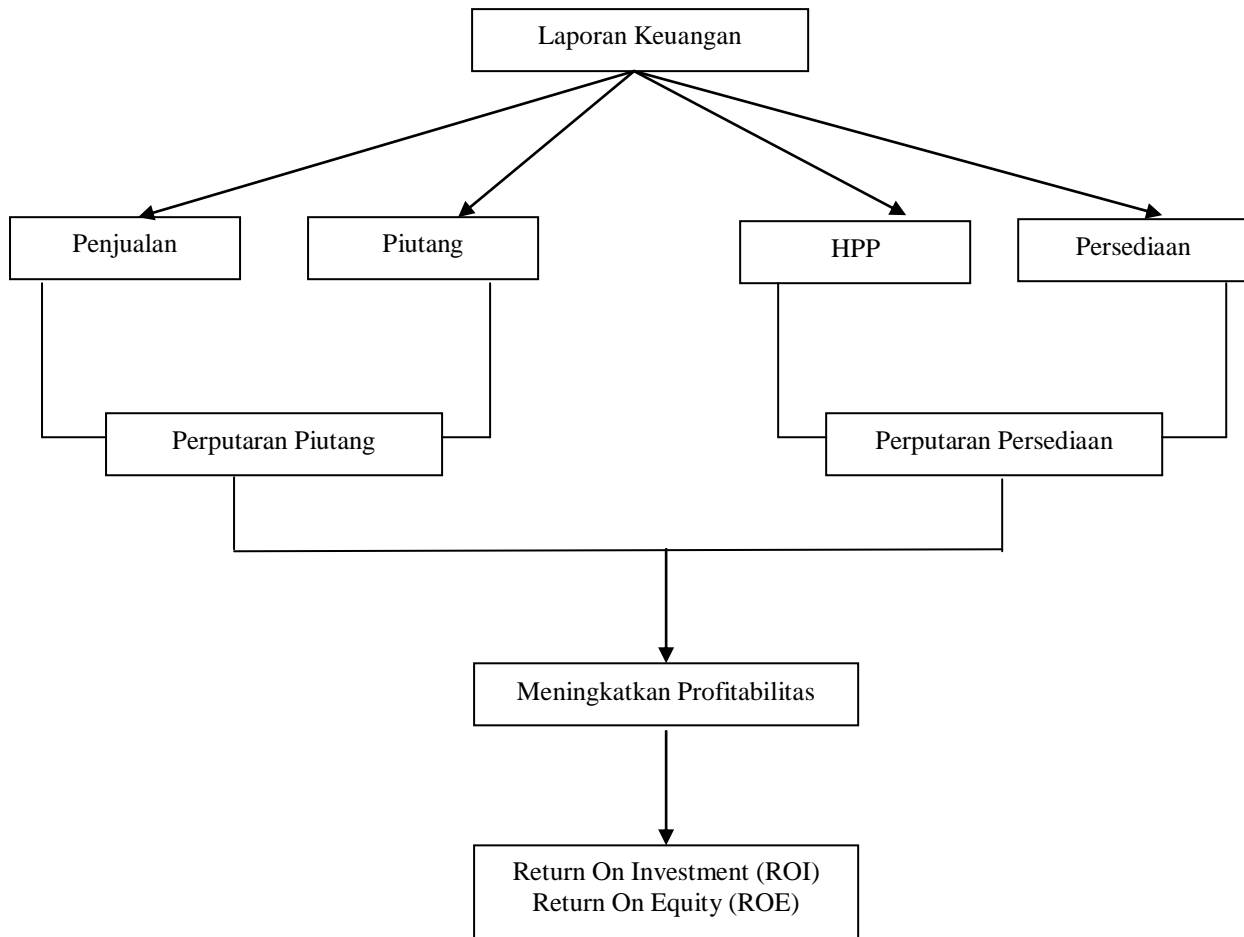 Laporan Keuangan
Penjualan
Piutang
HPP
Persediaan
Perputaran Piutang
Perputaran Persediaan
Meningkatkan Profitabilitas
Return On Investment (ROI)
Return On Equity (ROE)